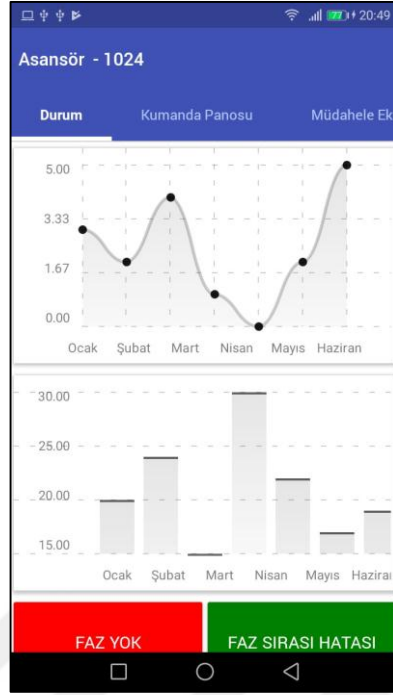 77 20:49
Asansör - 1024
Durum Kumanda Panosu Müdahele Ek
5.00
3.33
1.67
0.00
Ocak Şubat Mart Nisan Mayıs Haziran
30.00
25.00
20.00
15.00
Ocak Şubat Mart Nisan Mayıs Haziran
FAZ YOK FAZ SIRASI HATASI